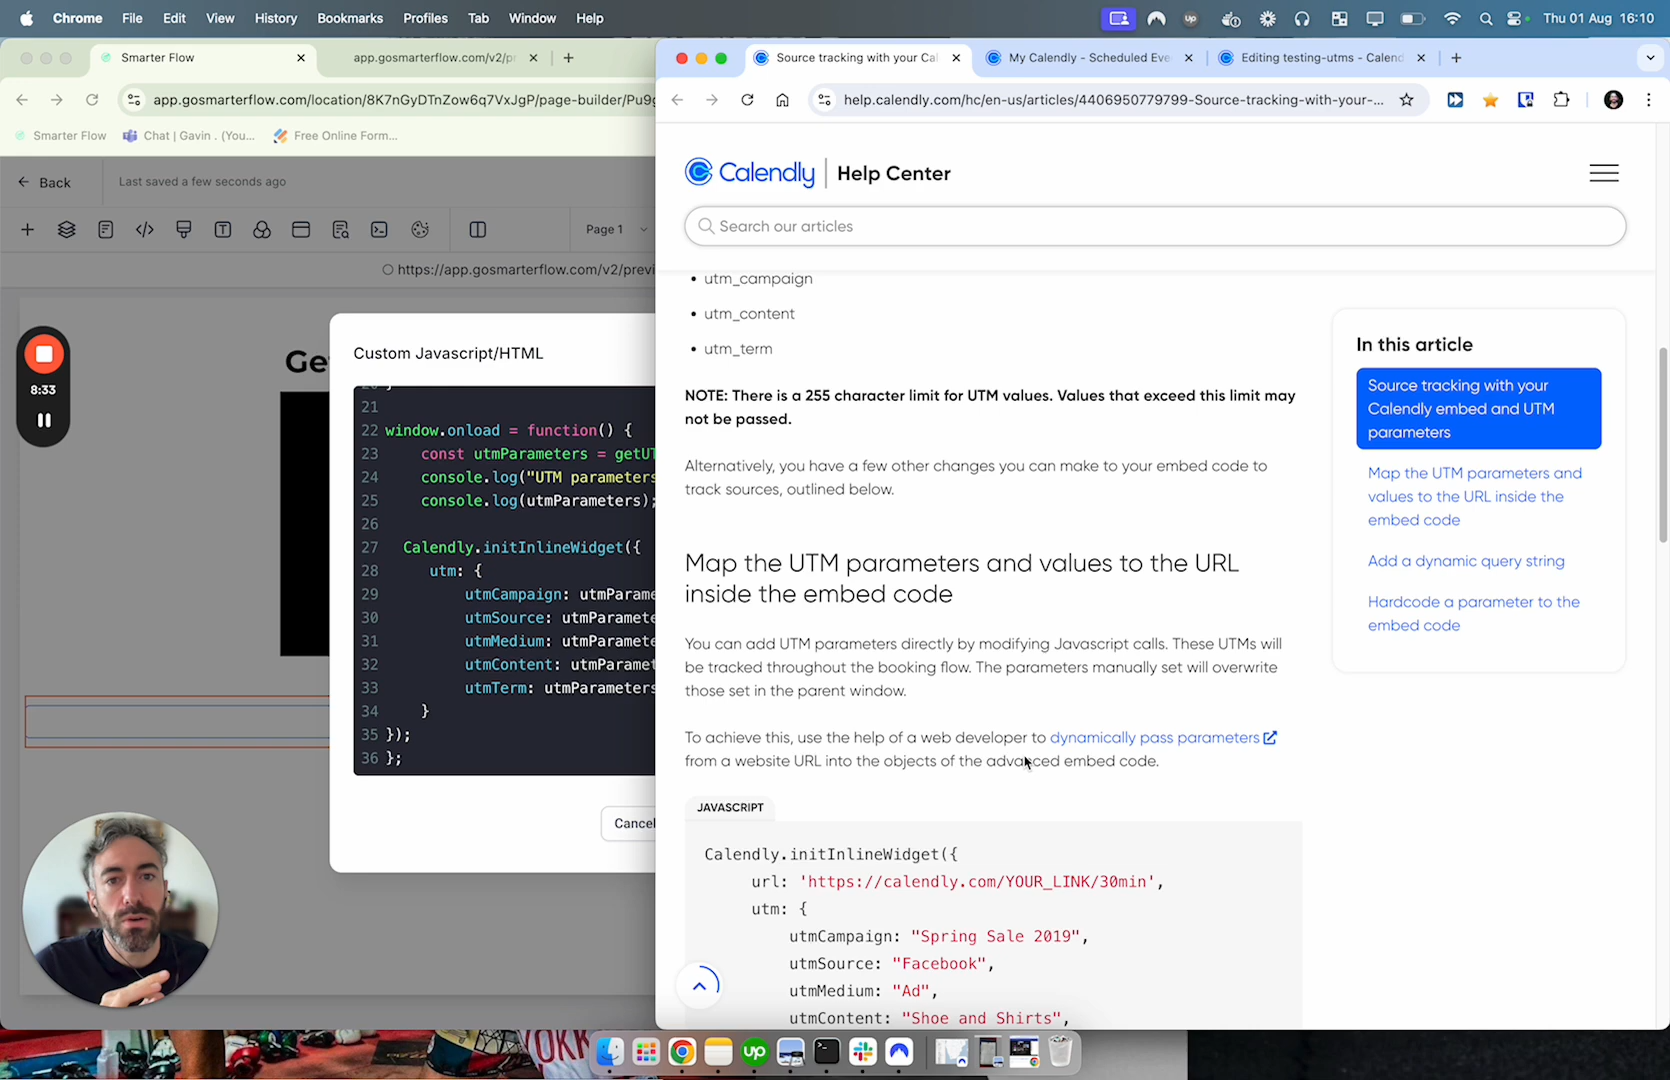 Chrome File Edit View History Bookmarks Profiles Tab Window Help
up
Thu 01 Aug 16:10
Smarter Flow
app.gosmarterflow.com/v2/pr
app.gosmarterflow.com/location/8K7nGyDTnZow6q7VxJgP/page-builder/Pu9g
Smarter Flow
Chat | Gavin . (You...
Free Online Form...
Back
Last saved a few seconds ago
Page 1
https://app.gosmarterflow.com/v2/previ
8:33
Get
Custom Javascript/HTML
21
22 window.onload = function() {
23 const utmParameters = getUT
24 console.log("UTM parameters
25 console.log(utmParameters);
26
27 Calendly.initInlineWidget({
28 utm: {
29 utmCampaign: utmParame
30 utmSource: utmParamete
31 utmMedium: utmParamete
32 utmContent: utmParamet
33 utmTerm: utmParameters
34 }
35 });
36 };
Cancel
Source tracking with your Cal
My Calendly - Scheduled Eve
Editing testing-utms - Calend
help.calendly.com/hc/en-us/articles/4406950779799-Source-tracking-with-your-...
Calendly | Help Center
Search our articles
• utm_campaign
• utm_content
• utm_term
NOTE: There is a 255 character limit for UTM values. Values that exceed this limit may
not be passed.
Alternatively, you have a few other changes you can make to your embed code to
track sources, outlined below.
Map the UTM parameters and values to the URL
inside the embed code
You can add UTM parameters directly by modifying Javascript calls. These UTMs will
be tracked throughout the booking flow. The parameters manually set will overwrite
those set in the parent window.
To achieve this, use the help of a web developer to dynamically pass parameters
from a website URL into the objects of the advanced embed code.
JAVASCRIPT
Calendly.initInlineWidget({
url: 'https://calendly.com/YOUR_LINK/30min',
utm: {
utmCampaign: "Spring Sale 2019",
utmSource: "Facebook",
utmMedium: "Ad",
utmContent: "Shoe and Shirts",
In this article
Source tracking with your
Calendly embed and UTM
parameters
Map the UTM parameters and
values to the URL inside the
embed code
Add a dynamic query string
Hardcode a parameter to the
embed code
up